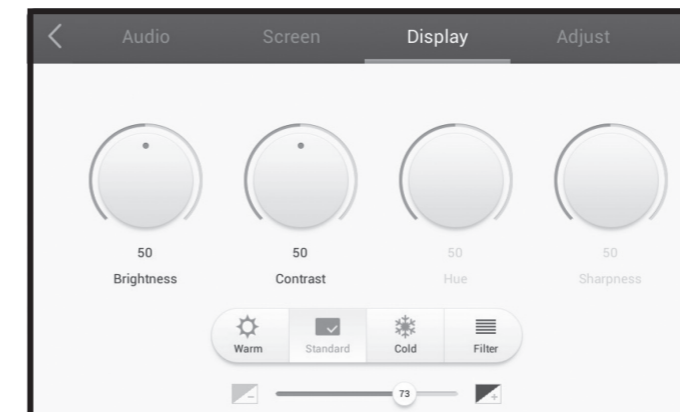 Audio Screen Display Adjust
50 50 50 50
Brightness Contrast Hue Sharpness
Warm Standard Cold Filter
73